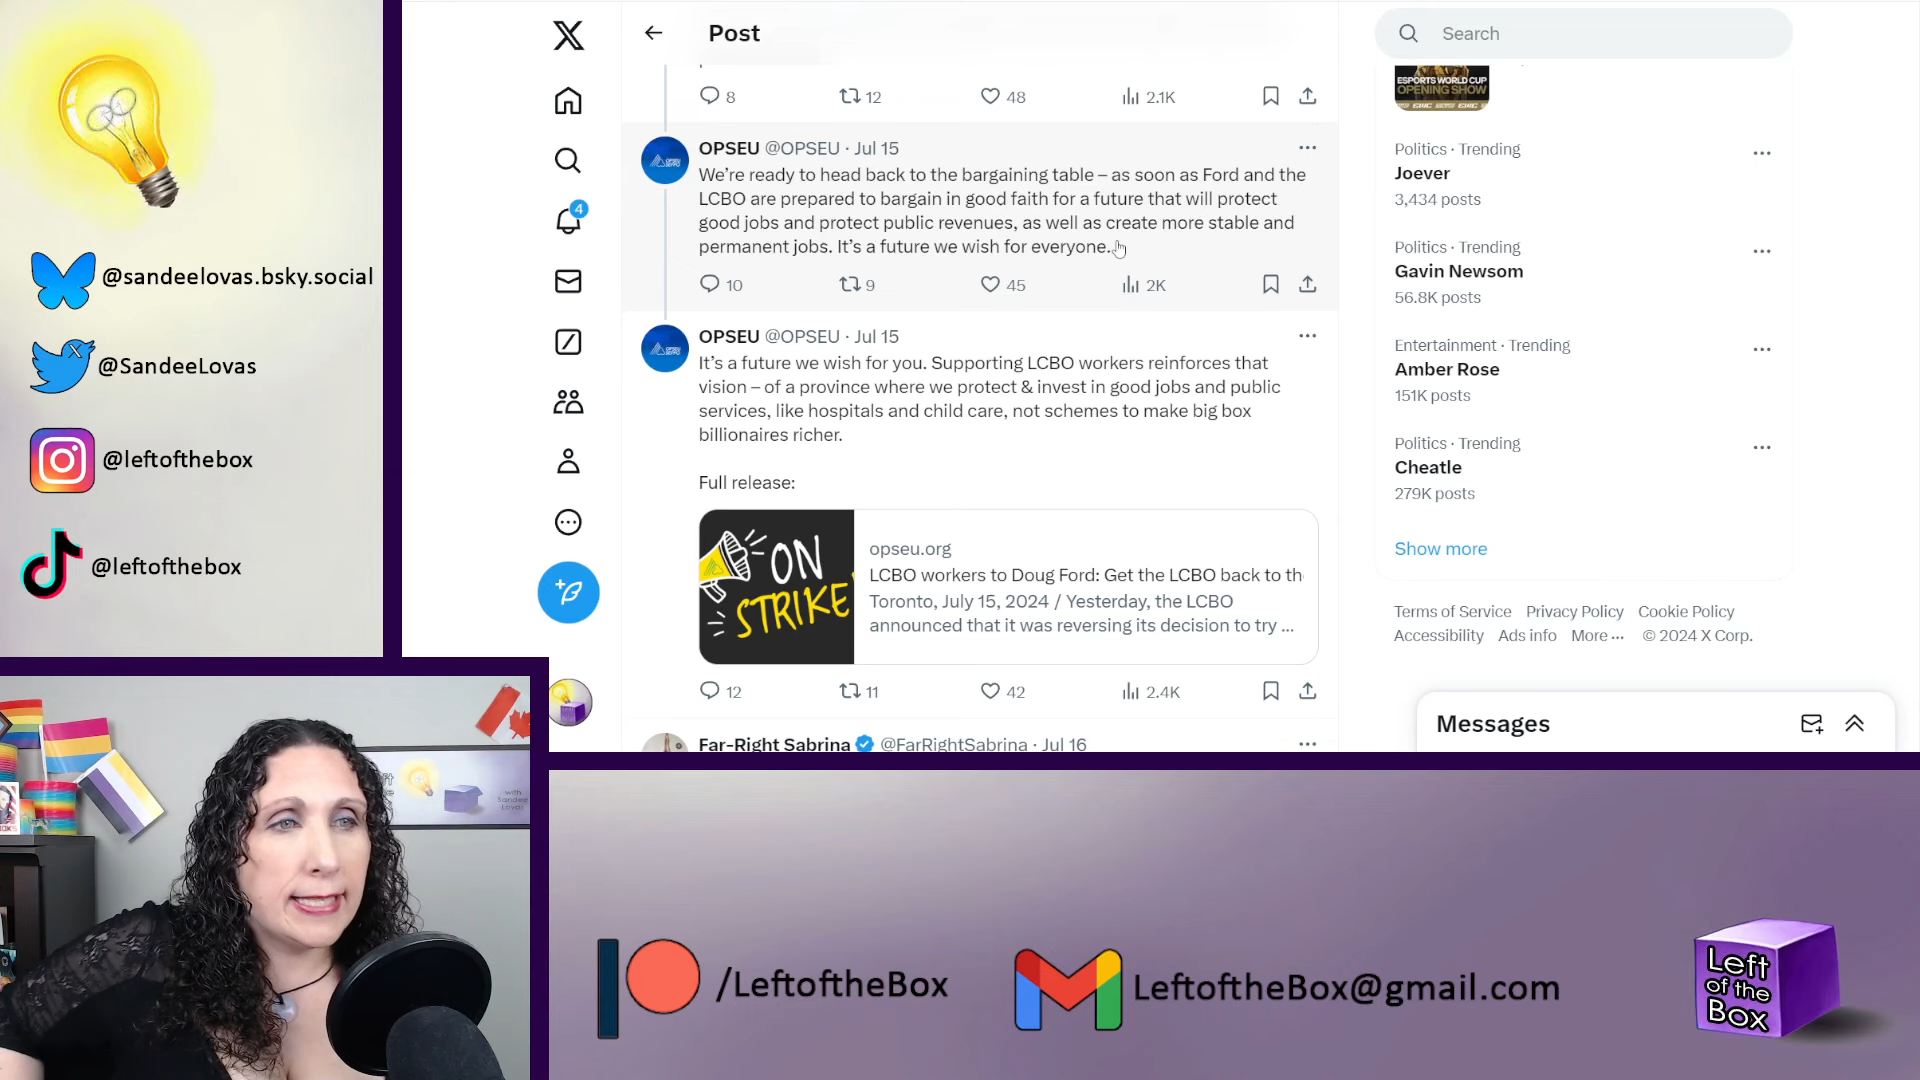 @sandeelovas.bsky.social
@SandeeLovas
@leftofthebox
@leftofthebox
Post
8 12 48 2.1K
OPSEU @OPSEU · Jul 15
We're ready to head back to the bargaining table – as soon as Ford and the
LCBO are prepared to bargain in good faith for a future that will protect
good jobs and protect public revenues, as well as create more stable and
permanent jobs. It's a future we wish for everyone..
10 9 45 2K
OPSEU @OPSEU · Jul 15
It's a future we wish for you. Supporting LCBO workers reinforces that
vision – of a province where we protect & invest in good jobs and public
services, like hospitals and child care, not schemes to make big box
billionaires richer.
Full release:
ON
STRIKE
opseu.org
LCBO workers to Doug Ford: Get the LCBO back to th
Toronto, July 15, 2024 / Yesterday, the LCBO
announced that it was reversing its decision to try ...
12 11 42 2.4K
Far-Right Sabrina @FarRightSabrina · Jul 16
4
Search
ESPORTS WORLD CUP
OPENING SHOW
Politics · Trending
Joever
3,434 posts
Politics · Trending
Gavin Newsom
56.8K posts
Entertainment · Trending
Amber Rose
151K posts
Politics · Trending
Cheatle
279K posts
Show more
Terms of Service Privacy Policy Cookie Policy
Accessibility Ads info More ··· © 2024 X Corp.
Messages
with
Sandee
Lovas
/LeftoftheBox
LeftoftheBox@gmail.com
Left
of the
Box